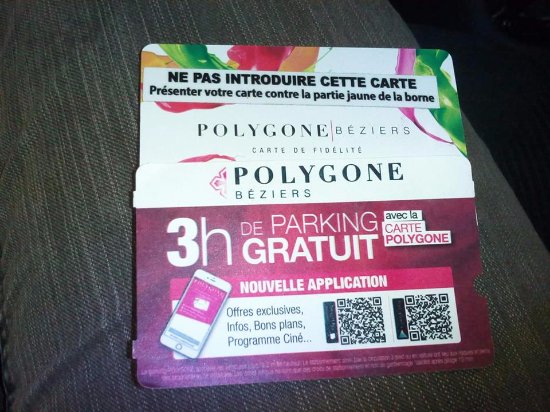 NE PAS INTRODUIRE CETTE CARTE
Présenter votre carte contre la partie jaune de la borne
POLYGONE|BÉZIERS
CARTE DE FIDÉLITÉ
POLYGONE
BÉZIERS
3h DE PARKING GRATUIT
avec la
CARTE
POLYGONE
NOUVELLE APPLICATION
Offres exclusives,
Infos, Bons plans,
Programme Ciné...